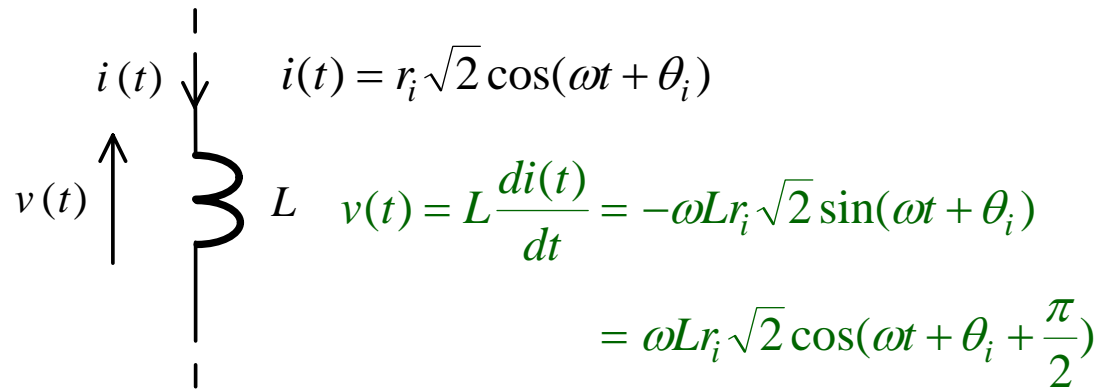 i(t) i(t) = r_i√2 cos(ωt + θ_i)
v(t) L v(t) = L di(t)/dt = −ωLr_i√2 sin(ωt + θ_i)
= ωLr_i√2 cos(ωt + θ_i + π/2)